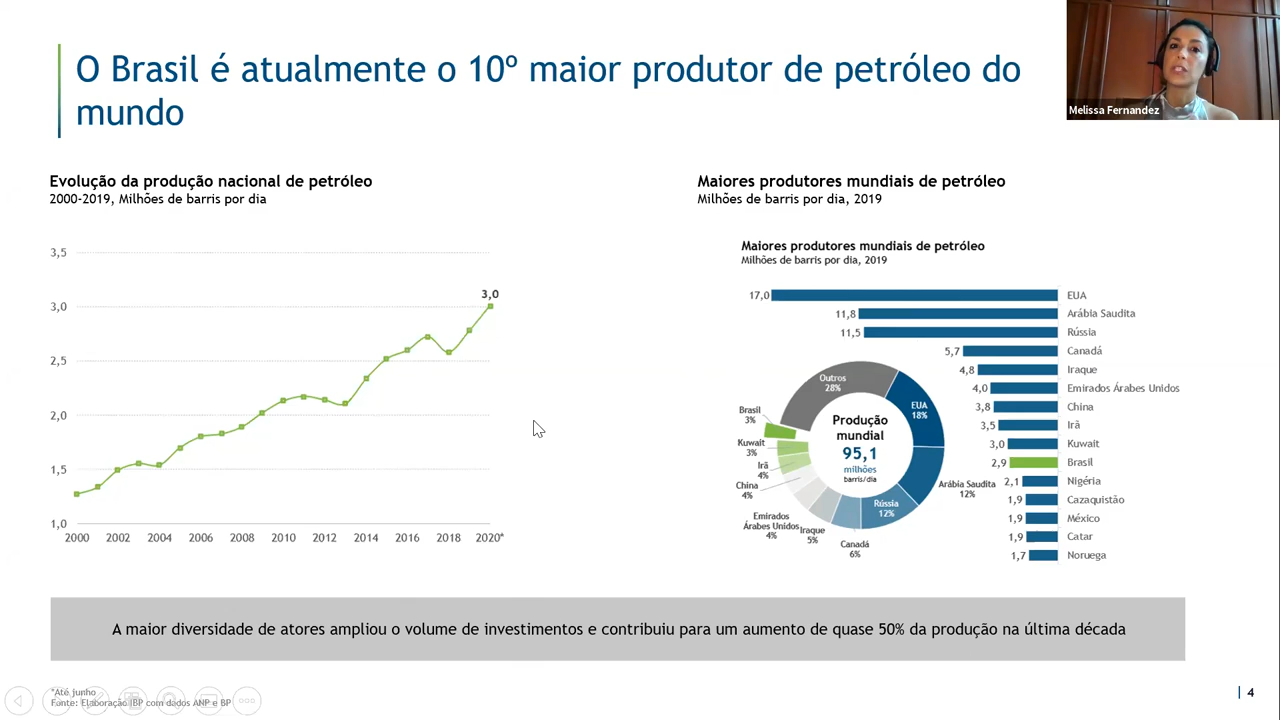 O Brasil é atualmente o 10º maior produtor de petróleo do
mundo
Melissa Fernandez
Evolução da produção nacional de petróleo
2000-2019, Milhões de barris por dia
3,5
3,0
2,5
2,0
1,5
1,0
3,0
2000
2002
2004
2006
2008
2010
2012
2014
2016
2018
2020*
Maiores produtores mundiais de petróleo
Milhões de barris por dia, 2019
Maiores produtores mundiais de petróleo
Milhões de barris por dia, 2019
17,0 EUA
11,8 Arábia Saudita
11,5 Rússia
5,7 Canadá
4,8 Iraque
4,0 Emirados Árabes Unidos
3,8 China
3,5 Irã
3,0 Kuwait
2,9 Brasil
2,1 Nigéria
1,9 Cazaquistão
1,9 México
1,9 Catar
1,7 Noruega
Produção
mundial
95,1
milhões
barris/dia
Outros
28%
EUA
18%
Arábia Saudita
12%
Rússia
12%
Canadá
6%
Iraque
5%
Emirados
Árabes Unidos
4%
China
4%
Irã
4%
Kuwait
3%
Brasil
3%
A maior diversidade de atores ampliou o volume de investimentos e contribuiu para um aumento de quase 50% da produção na última década
*Até junho
Fonte: Elaboração IBP com dados ANP e BP
4